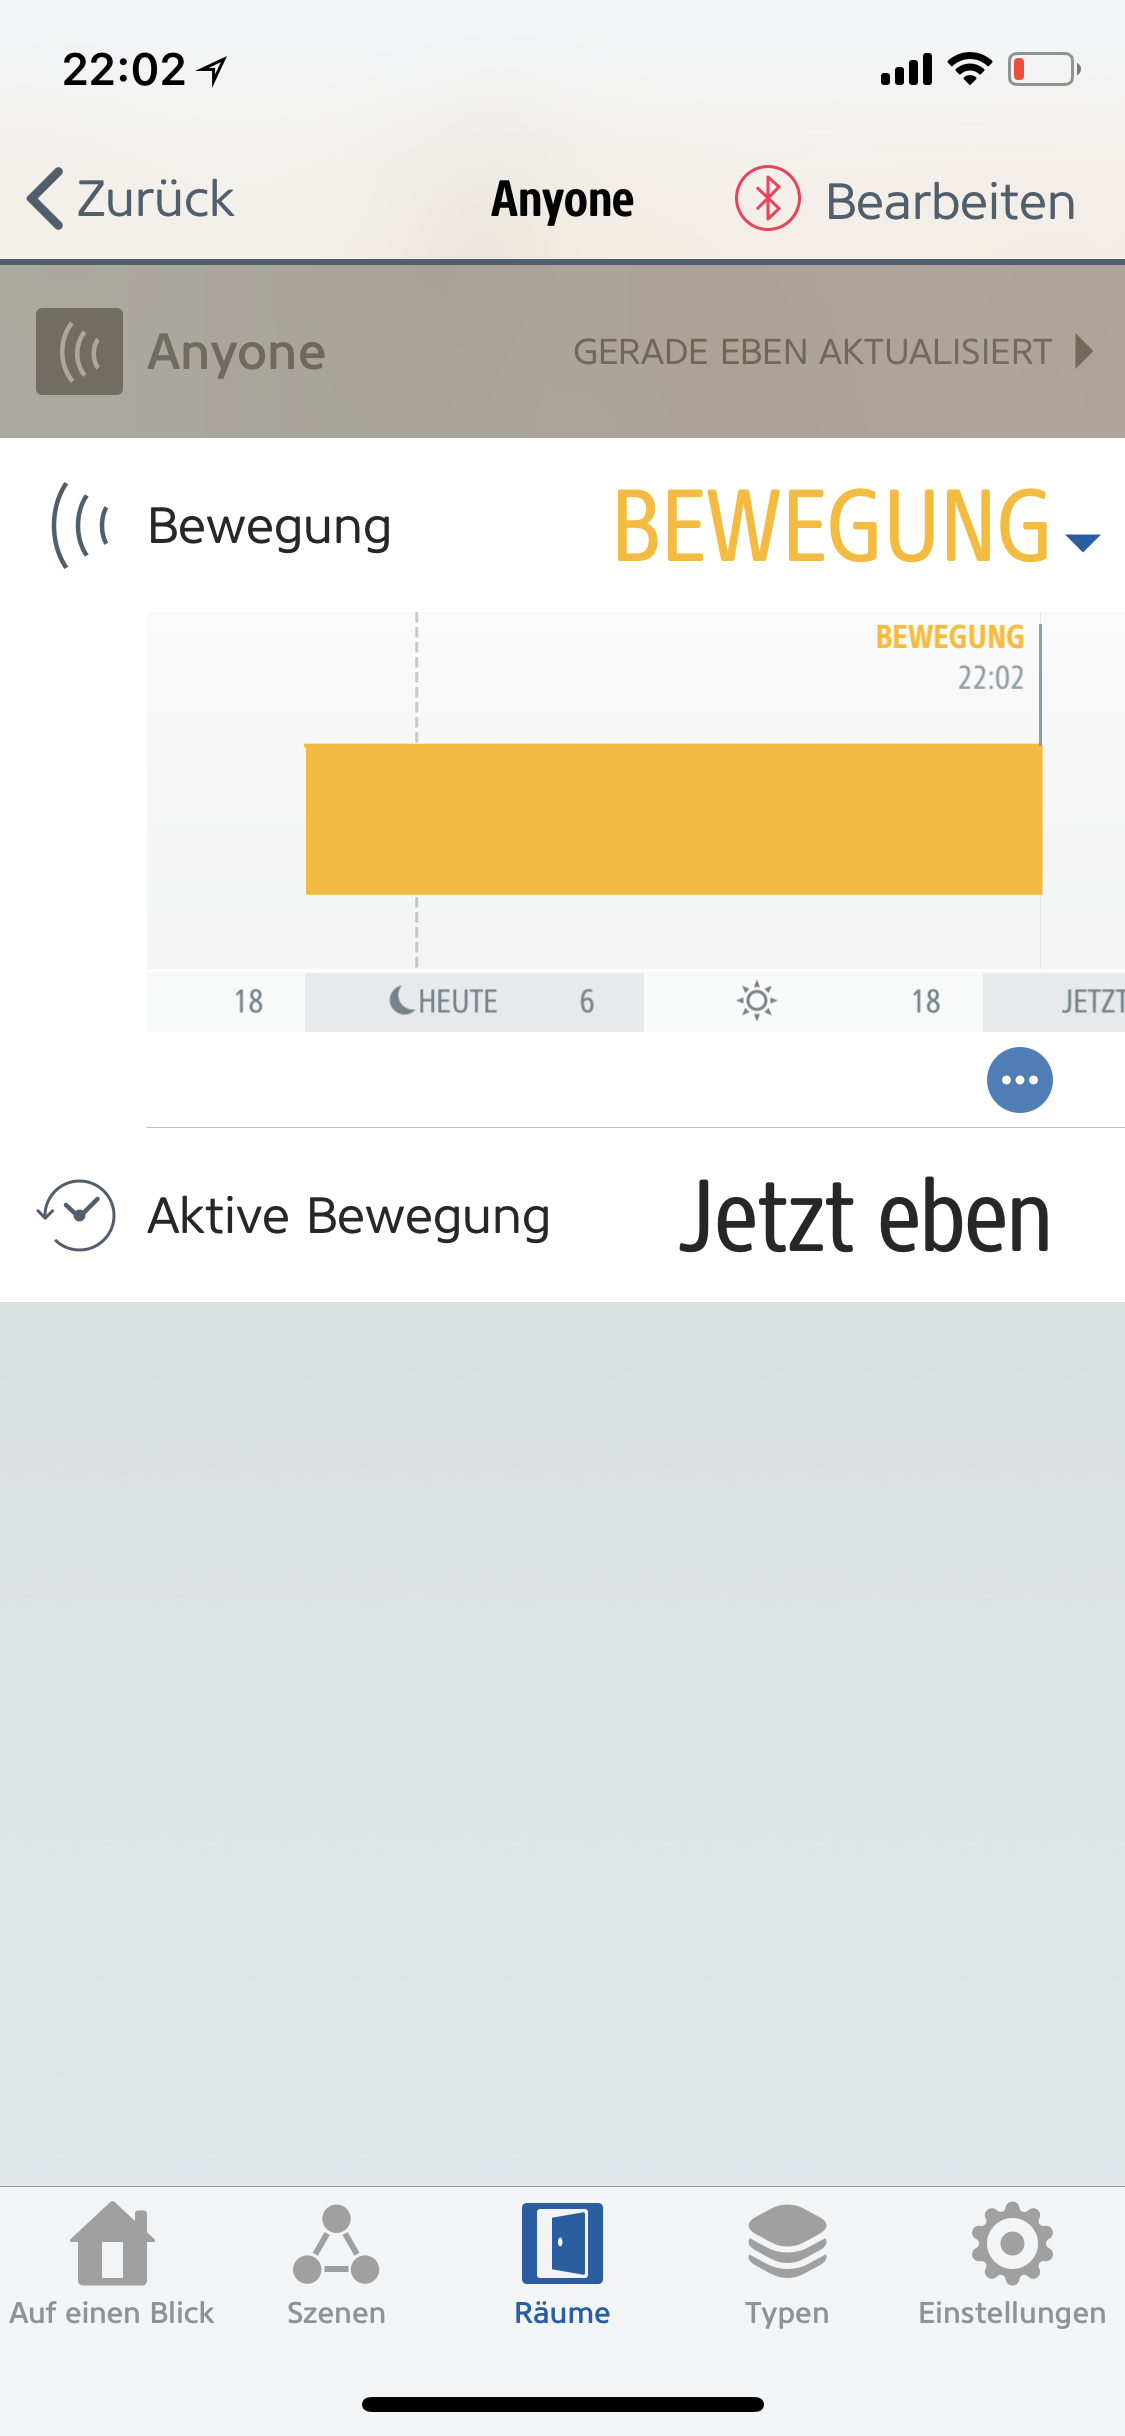 22:02
Zurück
Anyone
Bearbeiten
Anyone
GERADE EBEN AKTUALISIERT
Bewegung
BEWEGUNG
BEWEGUNG
22:02
18 HEUTE 6 18 JETZT
Aktive Bewegung
Jetzt eben
Auf einen Blick
Szenen
Räume
Typen
Einstellungen